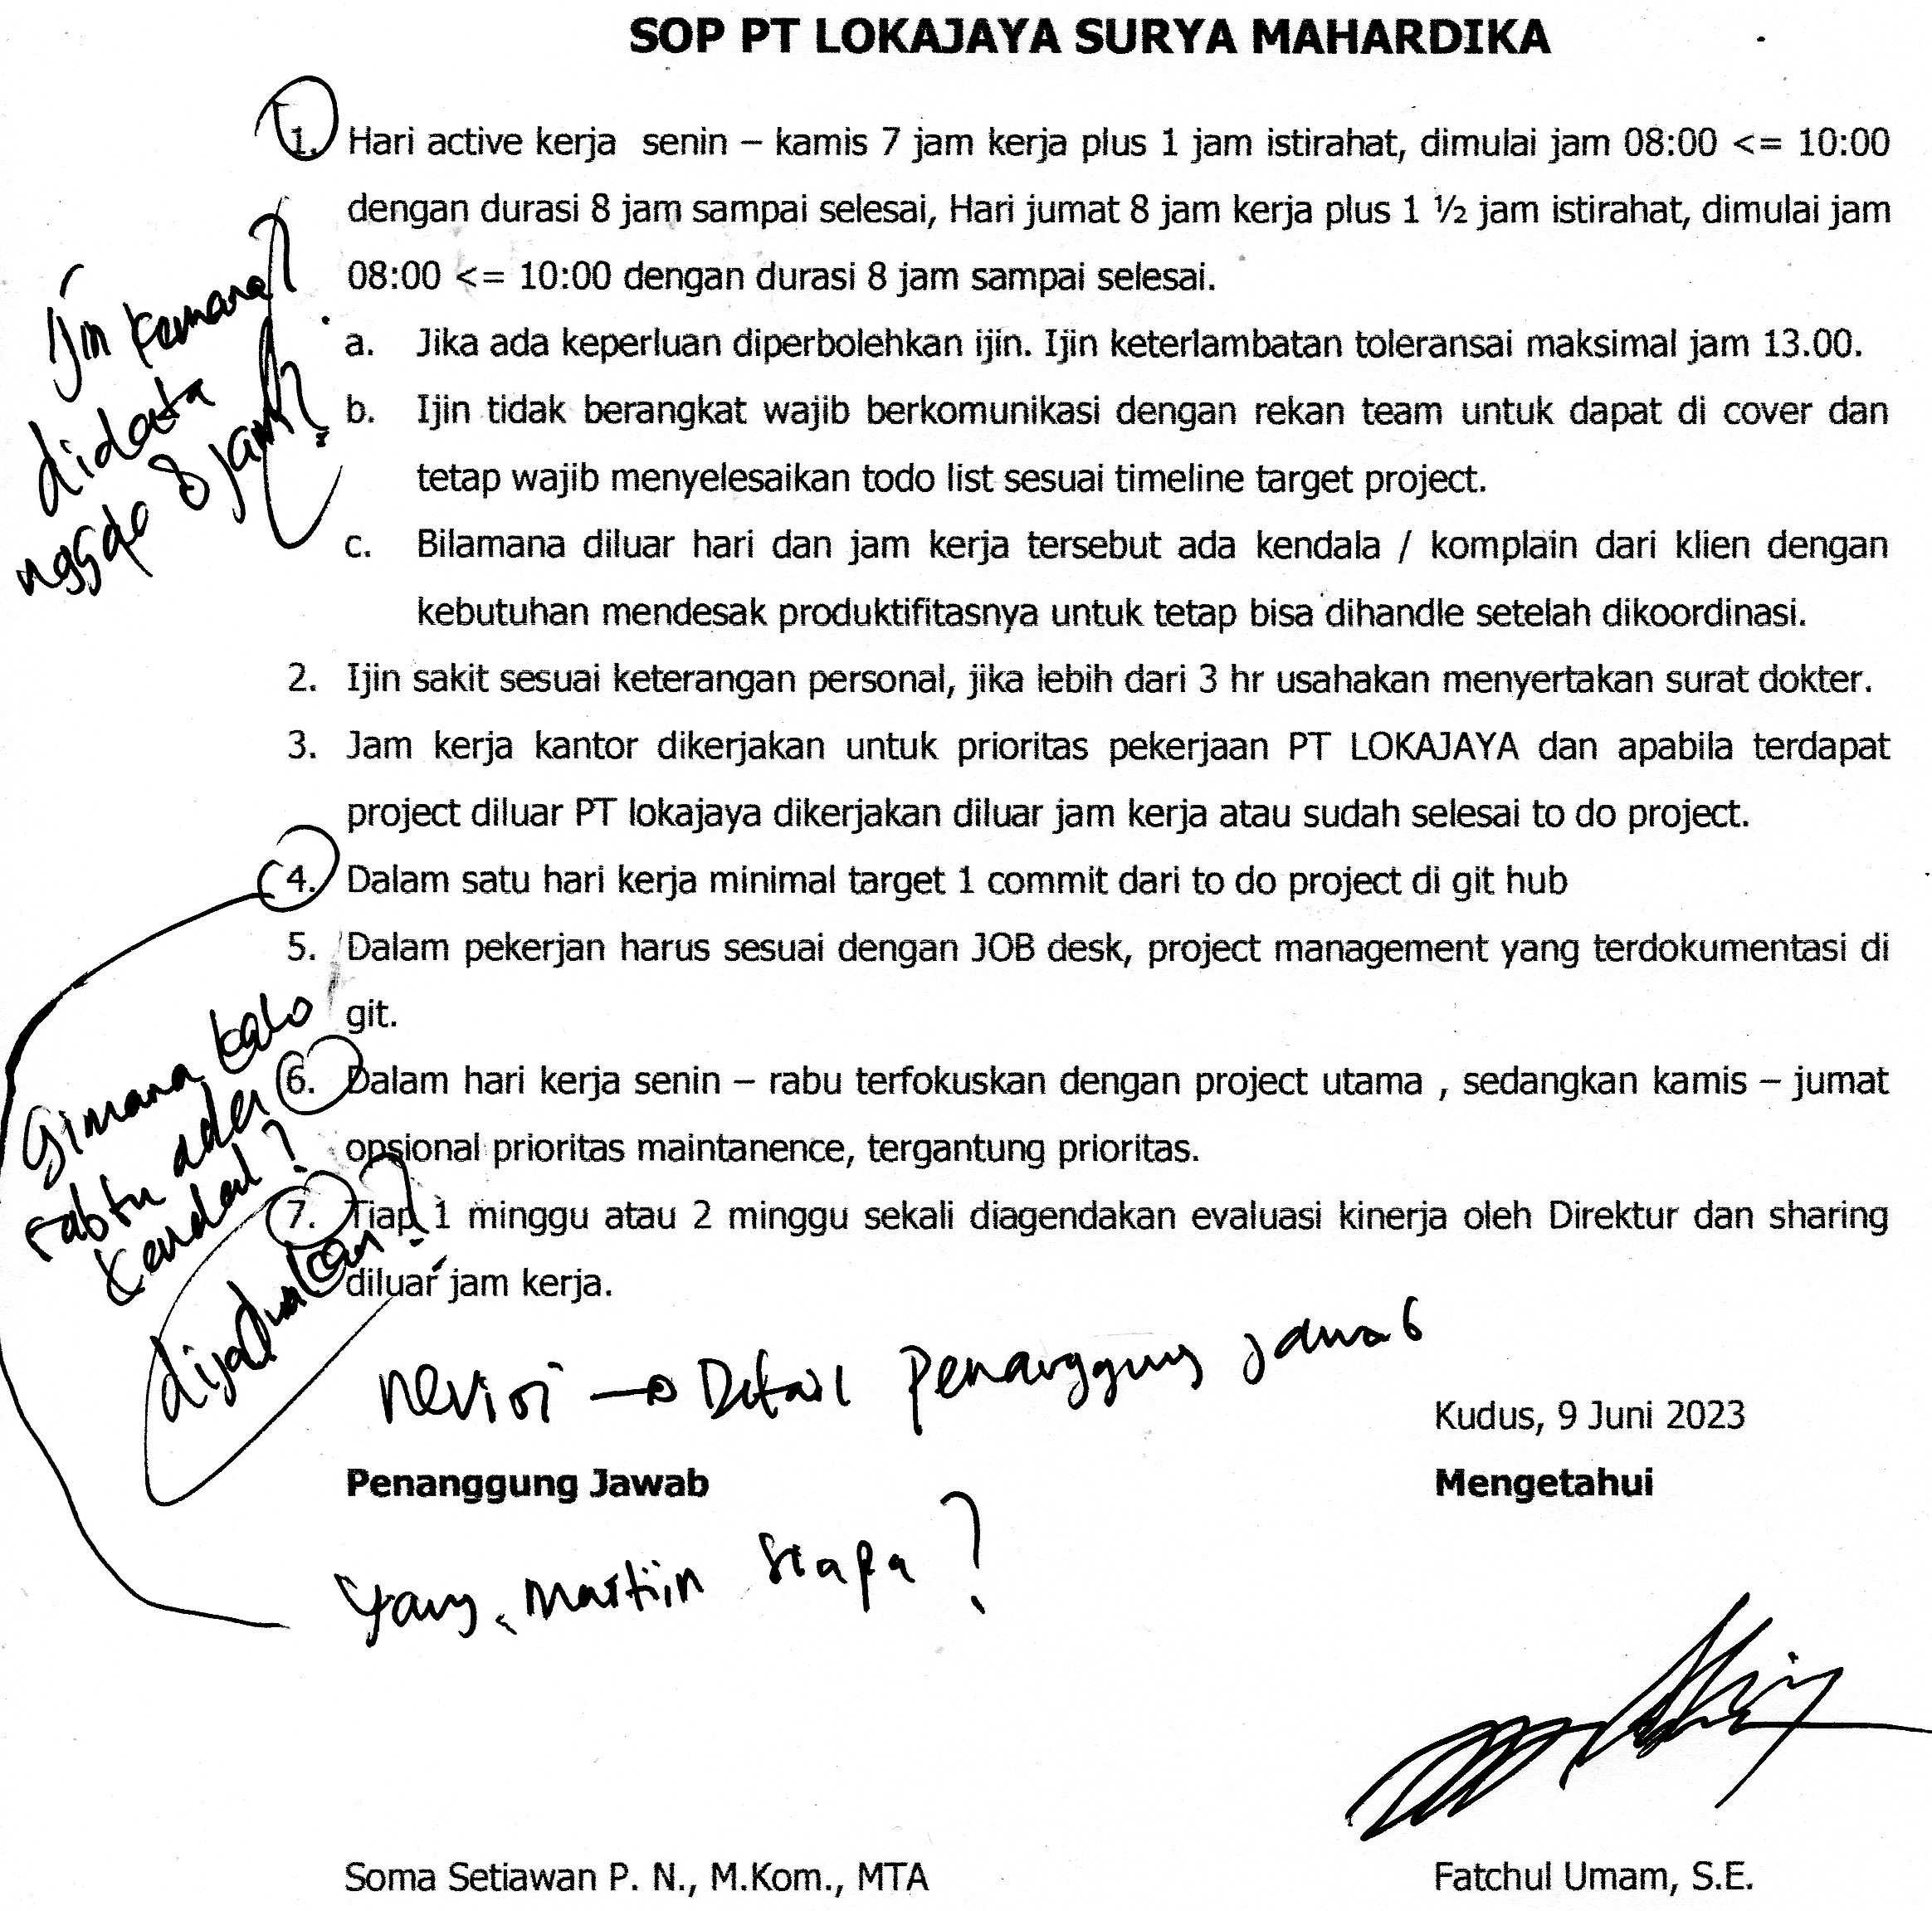 SOP PT LOKAJAYA SURYA MAHARDIKA
1. Hari active kerja senin – kamis 7 jam kerja plus 1 jam istirahat, dimulai jam 08:00 <= 10:00
dengan durasi 8 jam sampai selesai, Hari jumat 8 jam kerja plus 1 ½ jam istirahat, dimulai jam
08:00 <= 10:00 dengan durasi 8 jam sampai selesai.
a. Jika ada keperluan diperbolehkan ijin. Ijin keterlambatan toleransai maksimal jam 13.00.
b. Ijin tidak berangkat wajib berkomunikasi dengan rekan team untuk dapat di cover dan
tetap wajib menyelesaikan todo list sesuai timeline target project.
c. Bilamana diluar hari dan jam kerja tersebut ada kendala / komplain dari klien dengan
kebutuhan mendesak produktifitasnya untuk tetap bisa dihandle setelah dikoordinasi.
ijin kemana?
didata
8 jam?
2. Ijin sakit sesuai keterangan personal, jika lebih dari 3 hr usahakan menyertakan surat dokter.
3. Jam kerja kantor dikerjakan untuk prioritas pekerjaan PT LOKAJAYA dan apabila terdapat
project diluar PT lokajaya dikerjakan diluar jam kerja atau sudah selesai to do project.
4. Dalam satu hari kerja minimal target 1 commit dari to do project di git hub
5. Dalam pekerjan harus sesuai dengan JOB desk, project management yang terdokumentasi di
git.
6. Dalam hari kerja senin – rabu terfokuskan dengan project utama , sedangkan kamis – jumat
opsional prioritas maintanence, tergantung prioritas.
7. Tiap 1 minggu atau 2 minggu sekali diagendakan evaluasi kinerja oleh Direktur dan sharing
diluar jam kerja.
gimana kalo
sabtu ada
kendal?
dijadwalkan?
revisi → Detail Penanggung jawab
Kudus, 9 Juni 2023
Penanggung Jawab
Mengetahui
yang mastiin siapa?
Soma Setiawan P. N., M.Kom., MTA
Fatchul Umam, S.E.